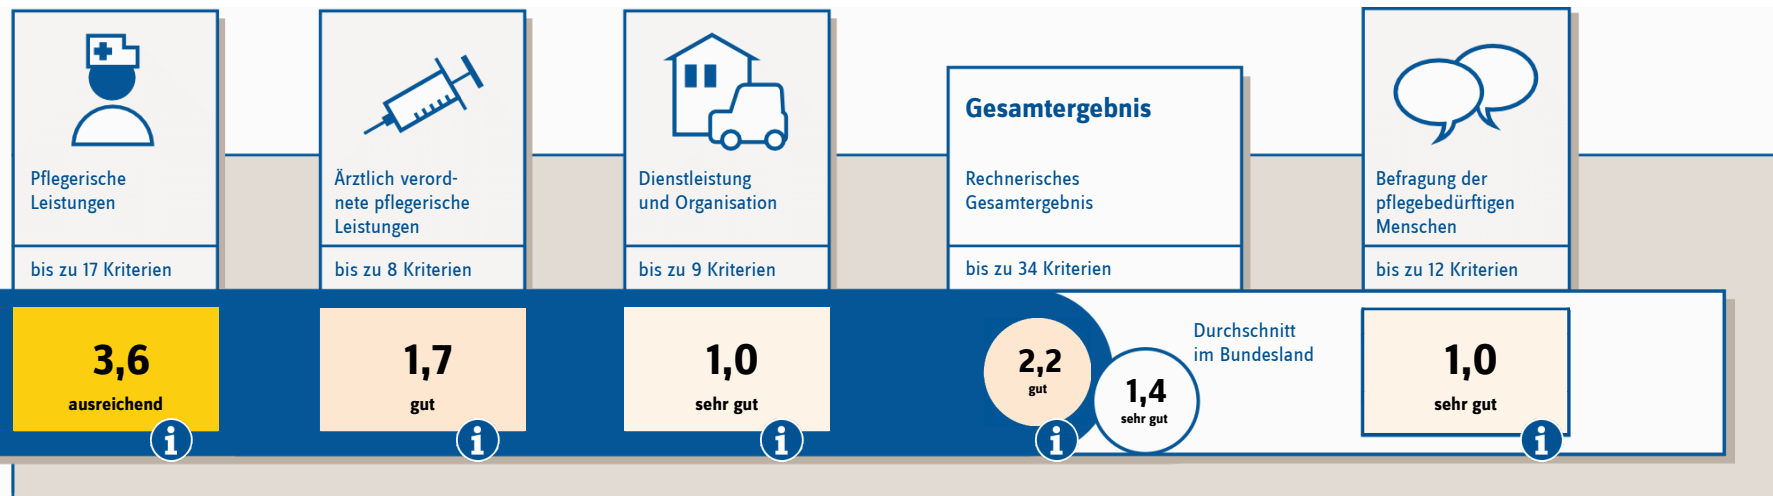 Pflegerische
Leistungen
bis zu 17 Kriterien
3,6
ausreichend
i
Ärztlich verord-
nete pflegerische
Leistungen
bis zu 8 Kriterien
1,7
gut
i
Dienstleistung
und Organisation
bis zu 9 Kriterien
1,0
sehr gut
i
Gesamtergebnis
Rechnerisches
Gesamtergebnis
bis zu 34 Kriterien
2,2
gut
i
1,4
sehr gut
Durchschnitt
im Bundesland
Befragung der
pflegebedürftigen
Menschen
bis zu 12 Kriterien
1,0
sehr gut
i